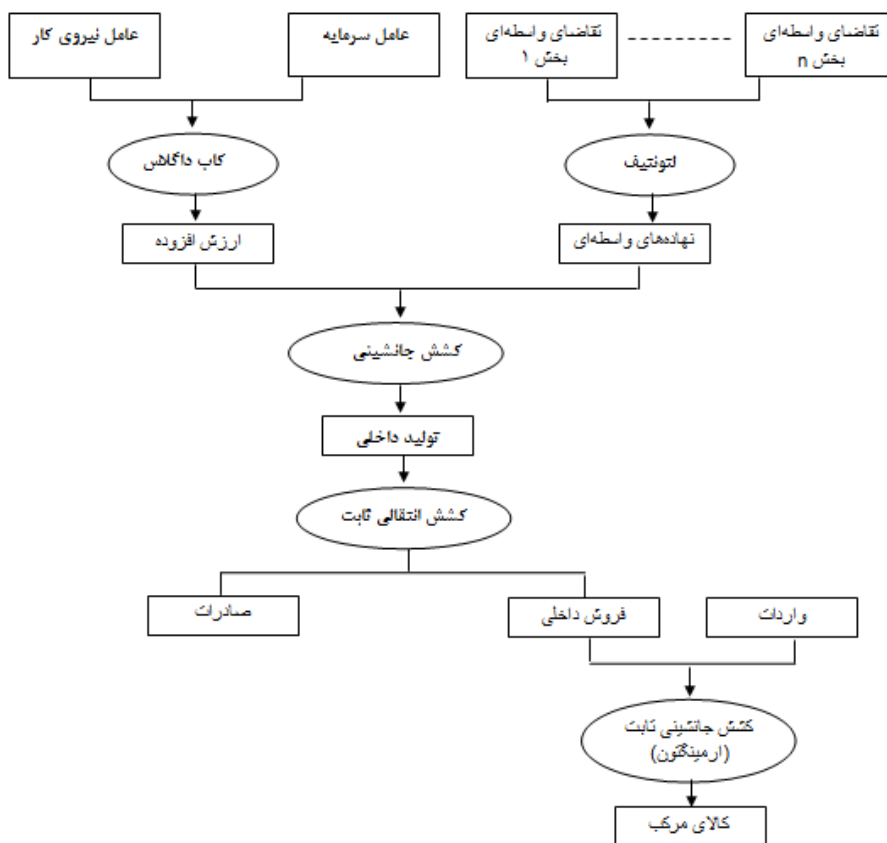 عامل نیروی کار
عامل سرمایه
تقاضای واسطه‌ای
بخش ۱
تقاضای واسطه‌ای
بخش n
کاب داگلاس
لئونتیف
ارزش افزوده
نهاده‌های واسطه‌ای
کشش جانشینی
تولید داخلی
کشش انتقالی ثابت
صادرات
فروش داخلی
واردات
کشش جانشینی ثابت
(ارمینگتون)
کالای مرکب